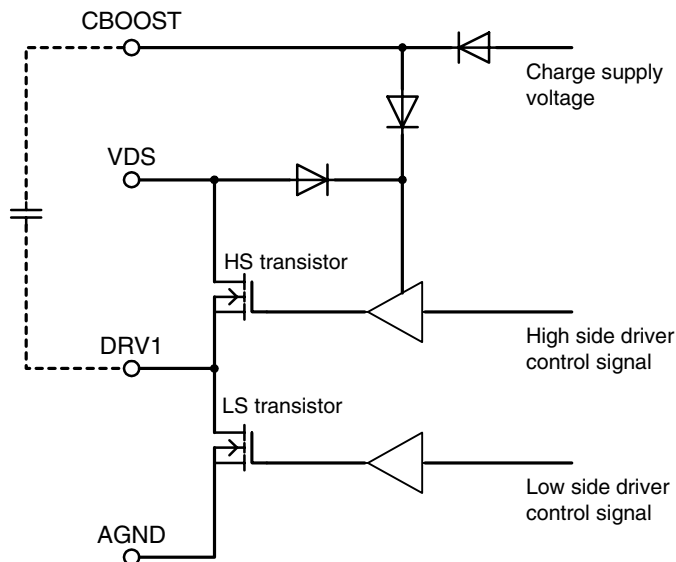 CBOOST
Charge supply
voltage
VDS
HS transistor
High side driver
control signal
DRV1
LS transistor
Low side driver
control signal
AGND